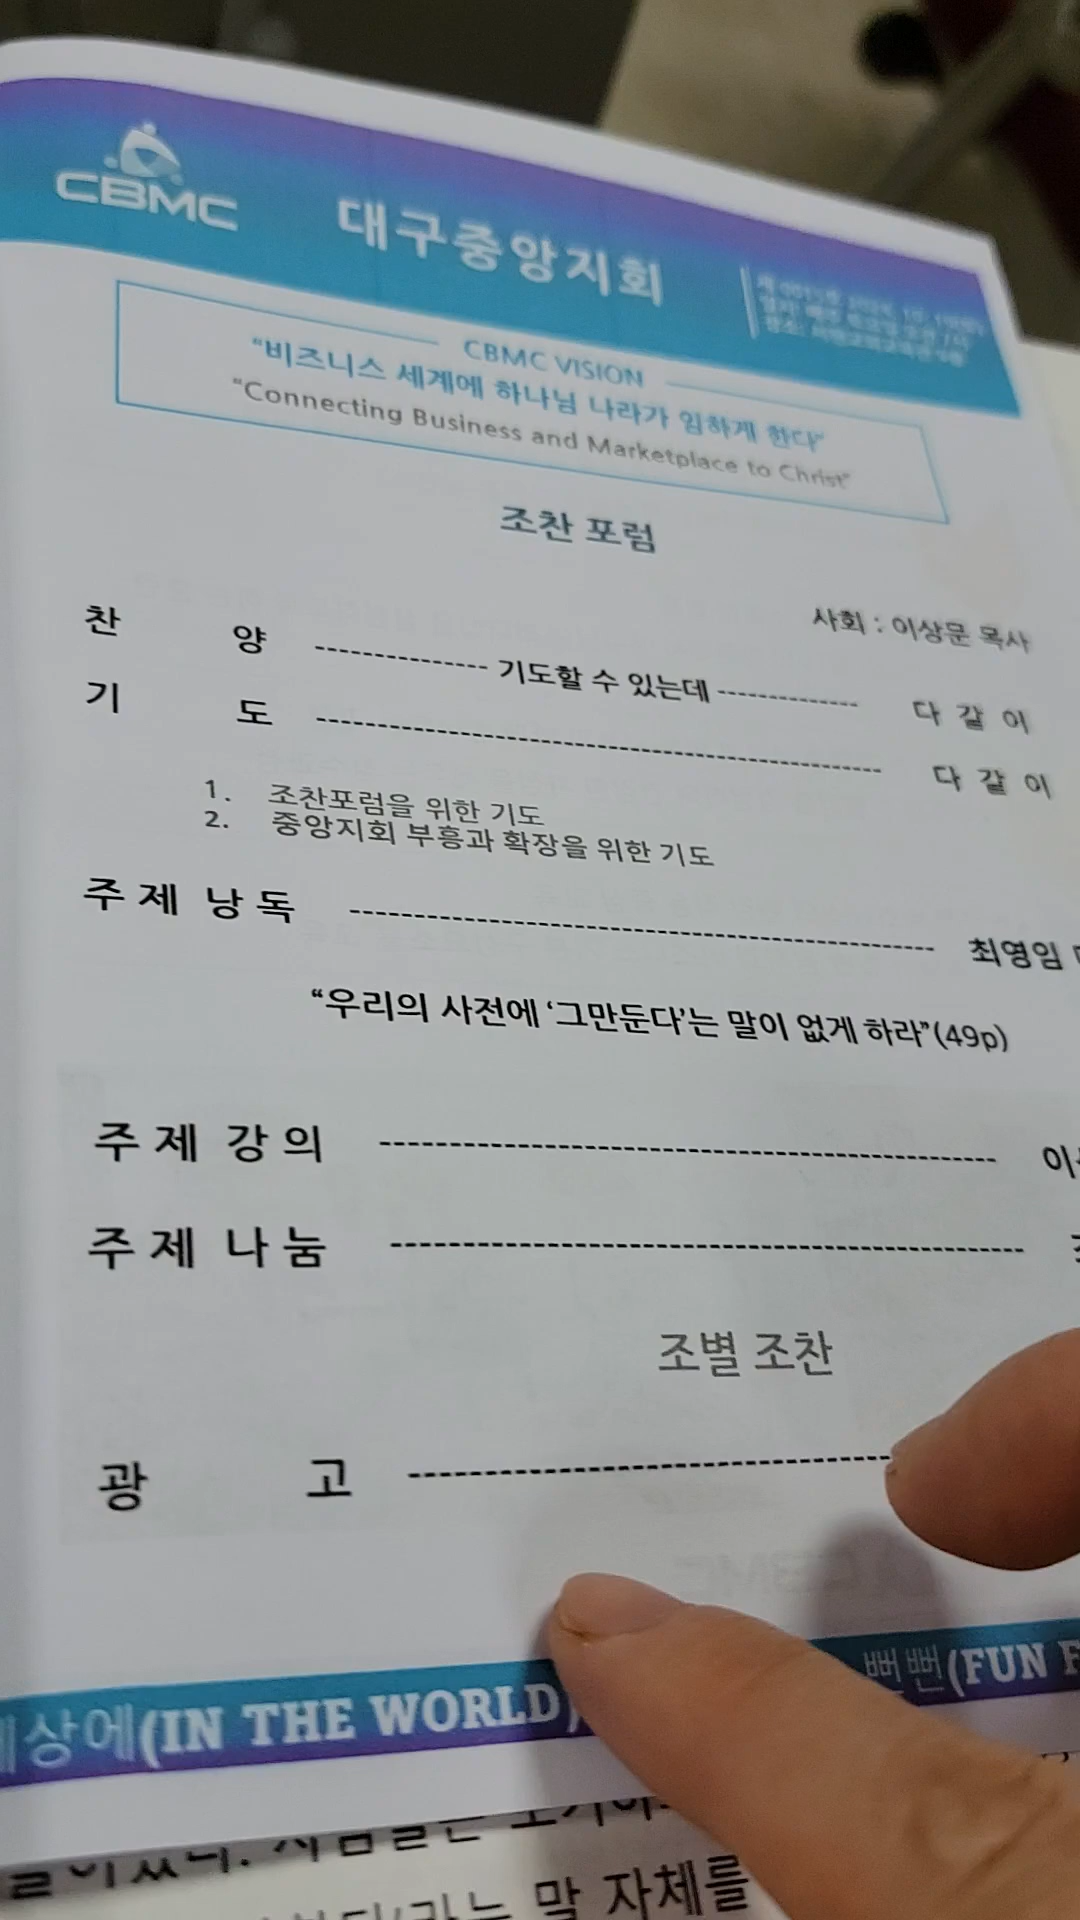 CBMC
대구중앙지회
CBMC VISION
“비즈니스 세계에 하나님 나라가 임하게 한다”
“Connecting Business and Marketplace to Christ”
조찬 포럼
사회 : 이상문 목사
찬 양 -------------- 기도할 수 있는데 ------------ 다 같 이
기 도 ---------------------------------------------- 다 같 이
1. 조찬포럼을 위한 기도
2. 중앙지회 부흥과 확장을 위한 기도
주 제 낭 독 ---------------------------------------------- 최영임
“우리의 사전에 ‘그만둔다’는 말이 없게 하라”(49p)
주 제 강 의 ----------------------------------------------
주 제 나 눔 ----------------------------------------------
조별 조찬
광 고 ------------------------------------
세상에(IN THE WORLD) 뻔뻔(FUN
말 자체를